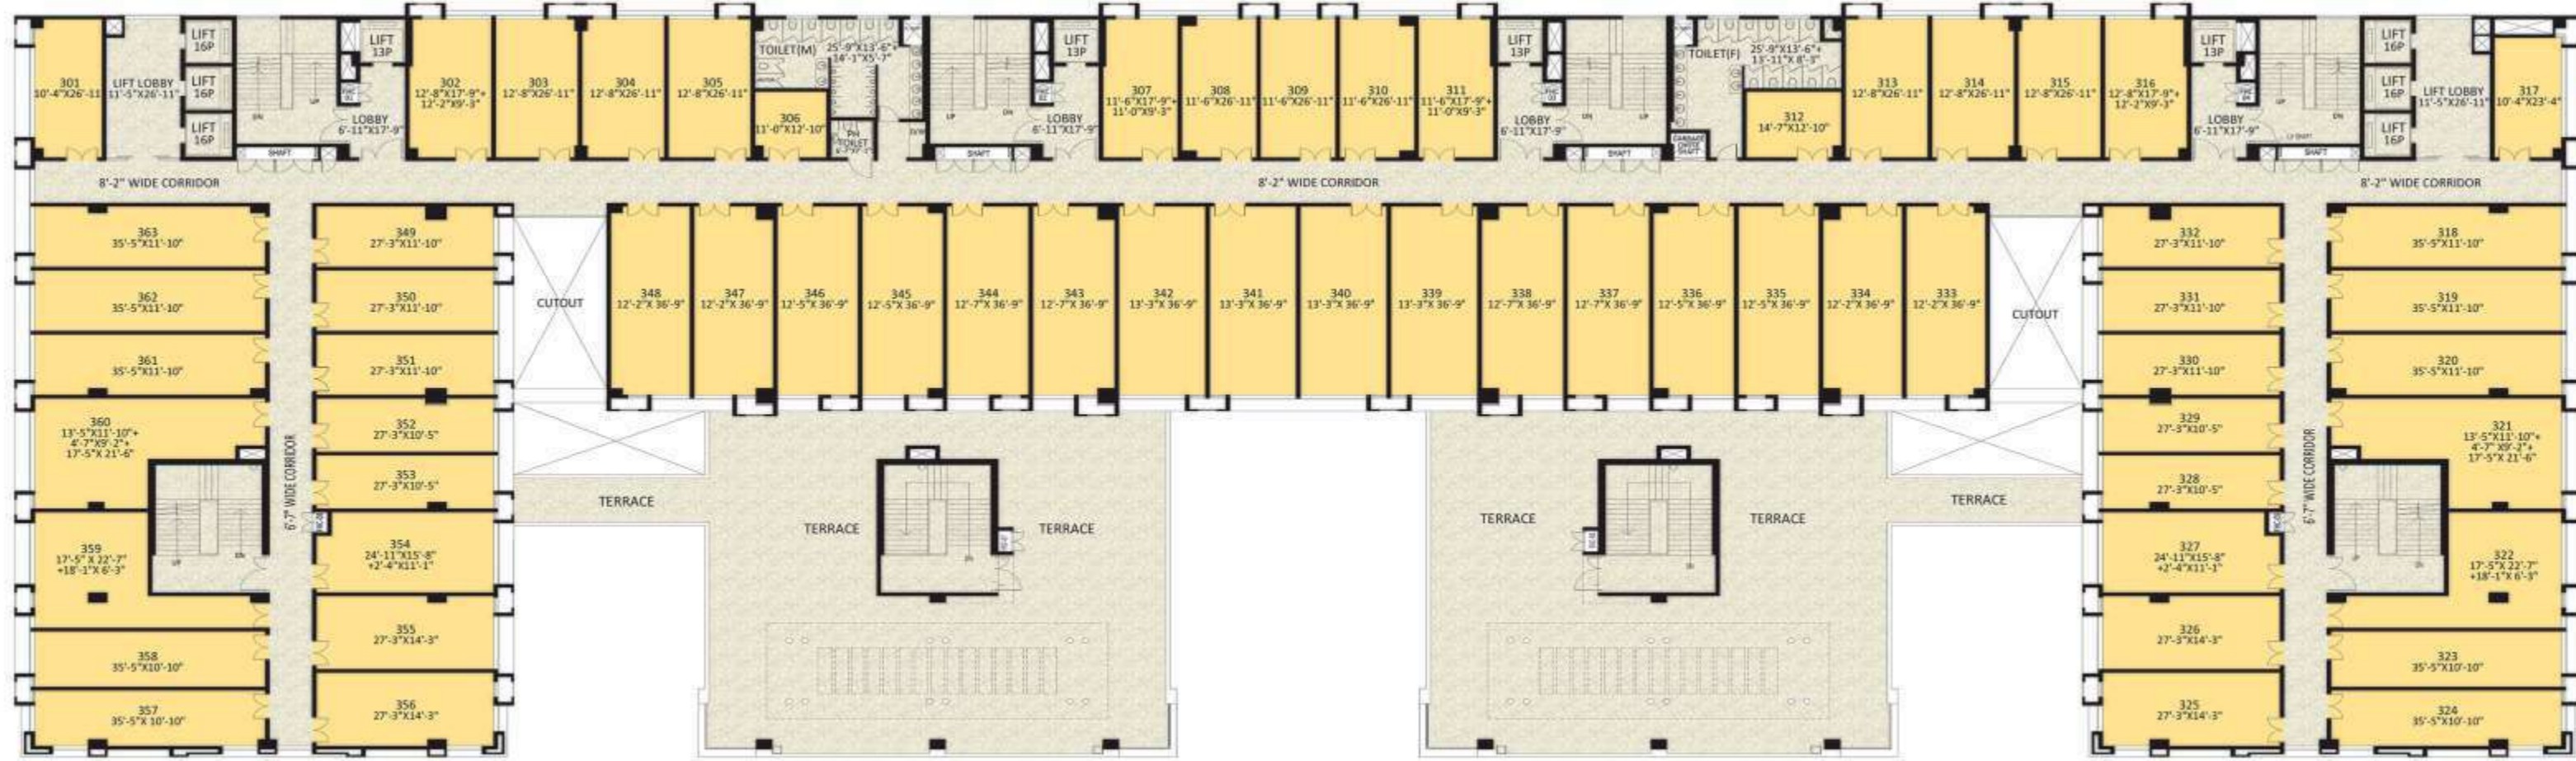 301
10'-4"X26'-11
LIFT LOBBY
11'-5"X26'-11"
LIFT
16P
LIFT
16P
LIFT
16P
UP
DN
SHAFT
LIFT
13P
LOBBY
6'-11"X17'-9"
302
12'-8"X17'-9"+
12'-2"X9'-3"
303
12'-8"X26'-11"
304
12'-8"X26'-11"
305
12'-8"X26'-11"
TOILET(M)
25'-9"X13'-6"+
14'-1"X5'-7"
306
11'-0"X12'-10"
PH
TOILET
UP
DN
SHAFT
LIFT
13P
LOBBY
6'-11"X17'-9"
307
11'-6"X17'-9"+
11'-0"X9'-3"
308
11'-6"X26'-11"
309
11'-6"X26'-11"
310
11'-6"X26'-11"
311
11'-6"X17'-9"+
11'-0"X9'-3"
LIFT
13P
LOBBY
6'-11"X17'-9"
DN
UP
SHAFT
TOILET(F)
25'-9"X13'-6"+
13'-11"X 8'-3"
GARBAGE
CHUTE
SHAFT
312
14'-7"X12'-10"
313
12'-8"X26'-11"
314
12'-8"X26'-11"
315
12'-8"X26'-11"
316
12'-8"X17'-9"+
12'-2"X9'-3"
LIFT
13P
LOBBY
6'-11"X17'-9"
UP
DN
SHAFT
LIFT
16P
LIFT
16P
LIFT
16P
LIFT LOBBY
11'-5"X26'-11"
317
10'-4"X23'-4"
8'-2" WIDE CORRIDOR
8'-2" WIDE CORRIDOR
8'-2" WIDE CORRIDOR
363
35'-5"X11'-10"
362
35'-5"X11'-10"
361
35'-5"X11'-10"
360
13'-5"X11'-10"+
4'-7"X9'-2"+
17'-5"X 21'-6"
359
17'-5" X 22'-7"
+18'-1"X 6'-3"
358
35'-5"X10'-10"
357
35'-5"X 10'-10"
UP
DN
6'-7" WIDE CORRIDOR
349
27'-3"X11'-10"
350
27'-3"X11'-10"
351
27'-3"X11'-10"
352
27'-3"X10'-5"
353
27'-3"X10'-5"
354
24'-11"X15'-8"
+2'-4"X11'-1"
355
27'-3"X14'-3"
356
27'-3"X14'-3"
CUTOUT
348
12'-2"X 36'-9"
347
12'-2"X 36'-9"
346
12'-5"X 36'-9"
345
12'-5"X 36'-9"
344
12'-7"X 36'-9"
343
12'-7"X 36'-9"
342
13'-3"X 36'-9"
341
13'-3"X 36'-9"
340
13'-3"X 36'-9"
339
13'-3"X 36'-9"
338
12'-7"X 36'-9"
337
12'-7"X 36'-9"
336
12'-5"X 36'-9"
335
12'-5"X 36'-9"
334
12'-2"X 36'-9"
333
12'-2"X 36'-9"
CUTOUT
TERRACE
TERRACE
TERRACE
TERRACE
TERRACE
TERRACE
332
27'-3"X11'-10"
331
27'-3"X11'-10"
330
27'-3"X11'-10"
329
27'-3"X10'-5"
328
27'-3"X10'-5"
327
24'-11"X15'-8"
+2'-4"X11'-1"
326
27'-3"X14'-3"
325
27'-3"X14'-3"
6'-7" WIDE CORRIDOR
318
35'-5"X11'-10"
319
35'-5"X11'-10"
320
35'-5"X11'-10"
321
13'-5"X11'-10"+
4'-7" X9'-2"+
17'-5"X 21'-6"
322
17'-5"X 22'-7"
+18'-1"X 6'-3"
UP
DN
323
35'-5"X10'-10"
324
35'-5"X10'-10"